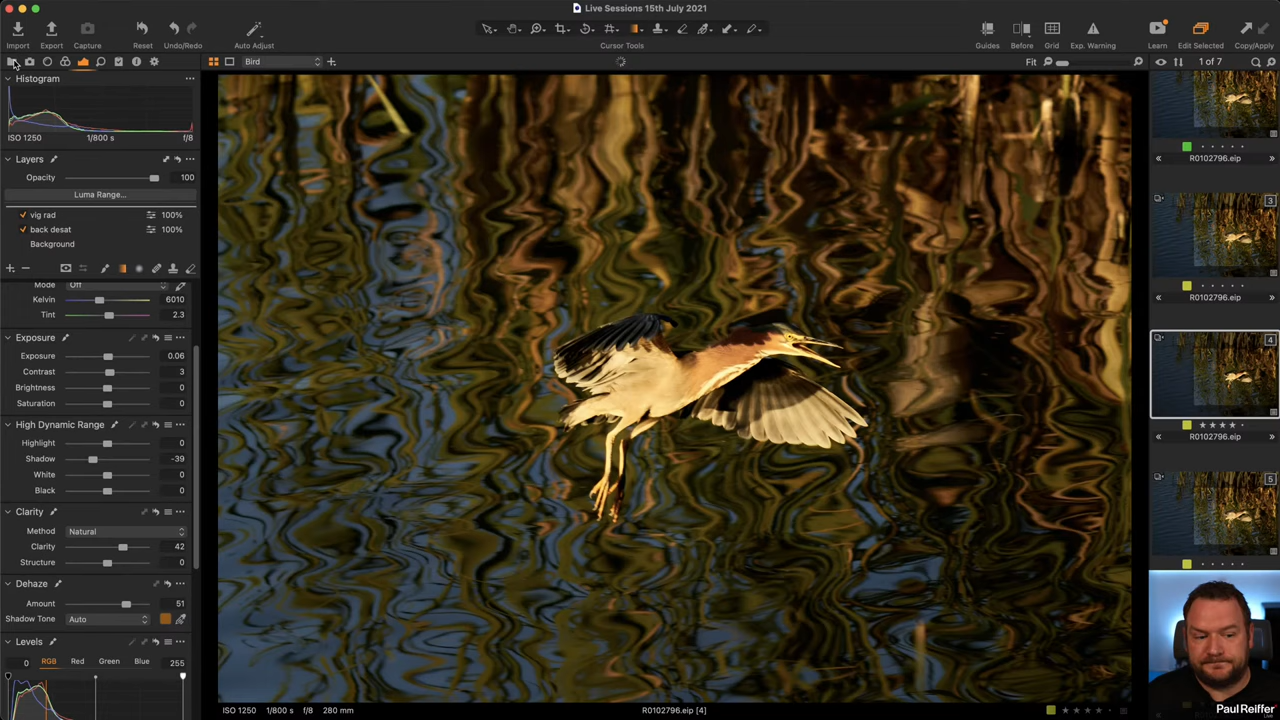 Live Sessions 15th July 2021
Import Export Capture Reset Undo/Redo Auto Adjust Cursor Tools Guides Before Grid Exp. Warning Learn Edit Selected Copy/Apply
Bird Fit 1 of 7
Histogram
ISO 1250 1/800 s f/8
Layers
Opacity 100
Luma Range...
vig rad 100%
back desat 100%
Background
Mode Off
Kelvin 6010
Tint 2.3
Exposure
Exposure 0.06
Contrast 3
Brightness 0
Saturation 0
High Dynamic Range
Highlight 0
Shadow -39
White 0
Black 0
Clarity
Method Natural
Clarity 42
Structure 0
Dehaze
Amount 51
Shadow Tone Auto
Levels
0 RGB Red Green Blue 255
R0102796.eip
3
R0102796.eip
4
R0102796.eip
5
ISO 1250 1/800 s f/8 280 mm R0102796.eip [4]
PaulReiffer
Live